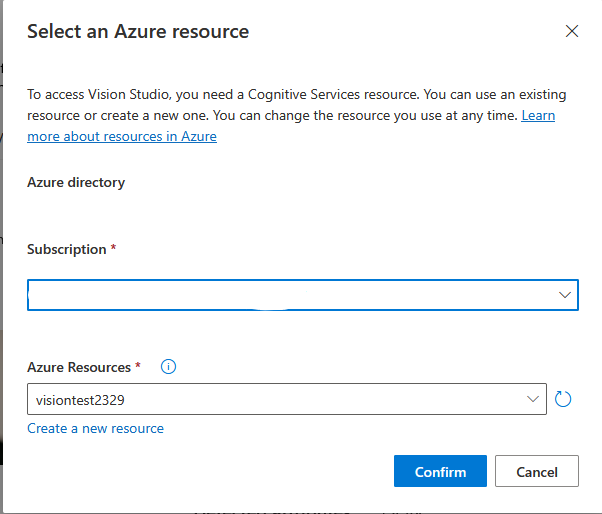 Select an Azure resource
To access Vision Studio, you need a Cognitive Services resource. You can use an existing
resource or create a new one. You can change the resource you use at any time. Learn
more about resources in Azure
Azure directory
Subscription *
Azure Resources *
visiontest2329
Create a new resource
Confirm
Cancel